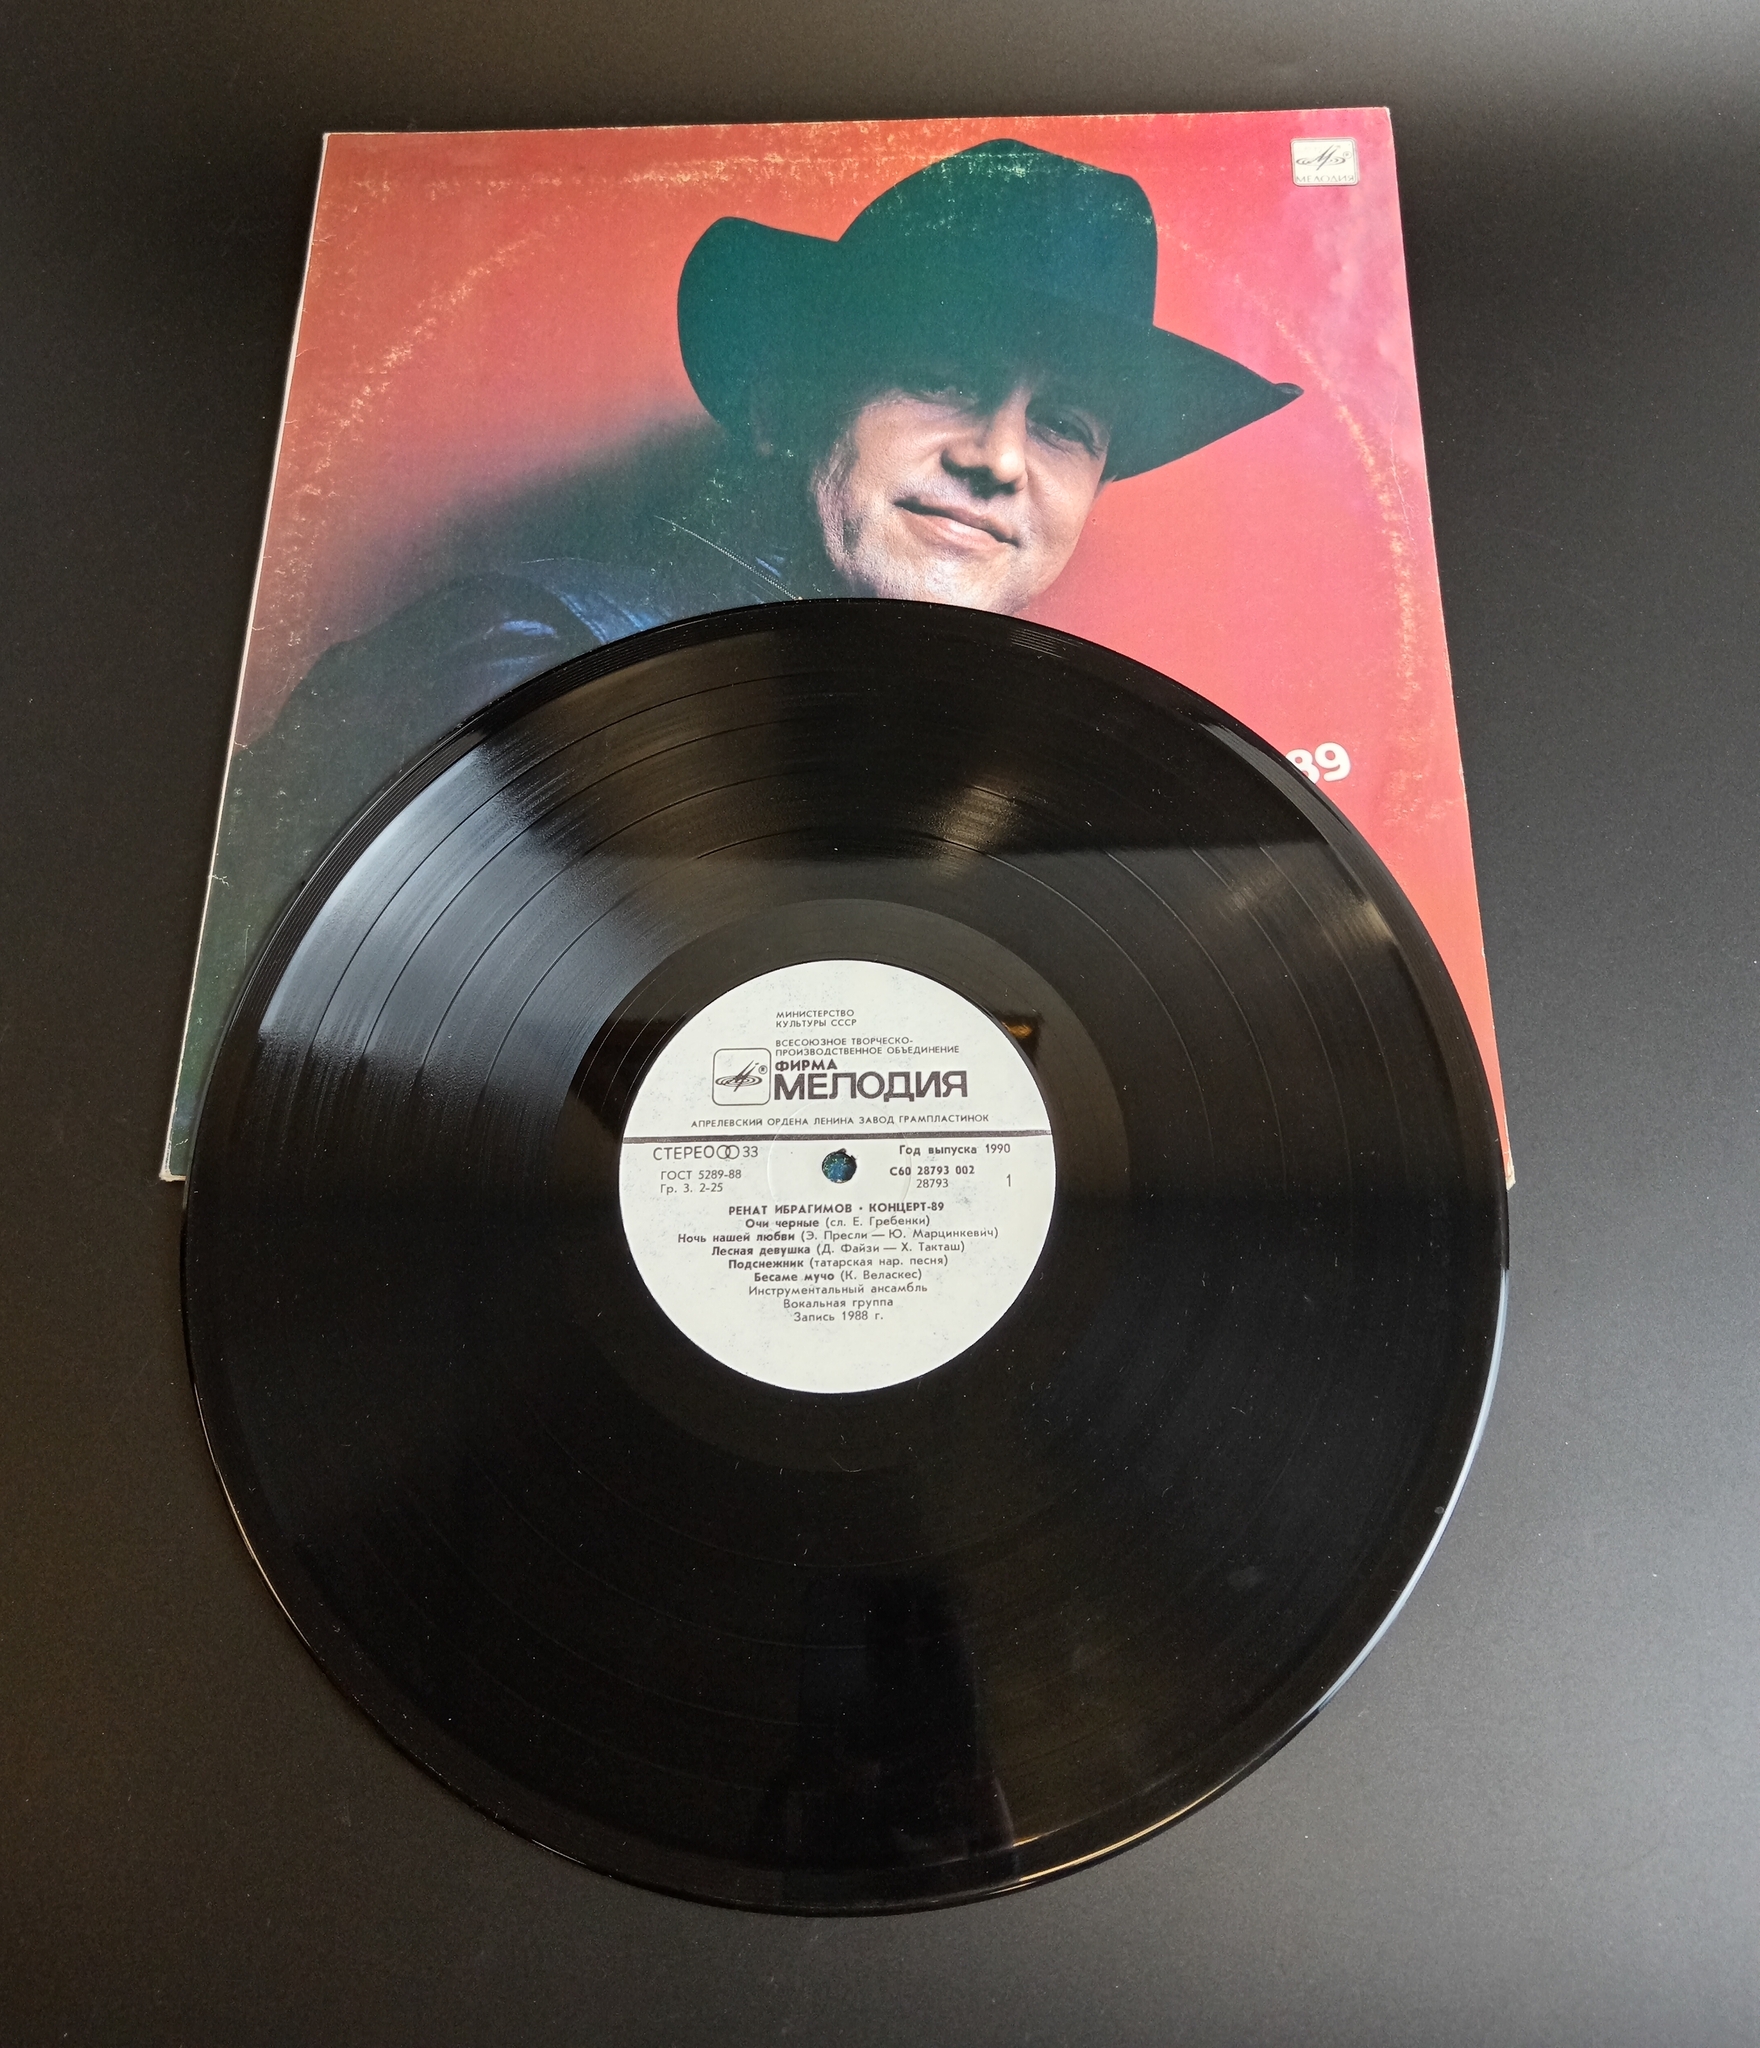 МЕЛОДИЯ
89
МИНИСТЕРСТВО
КУЛЬТУРЫ СССР
ВСЕСОЮЗНОЕ ТВОРЧЕСКО-
ПРОИЗВОДСТВЕННОЕ ОБЪЕДИНЕНИЕ
ФИРМА
®
МЕЛОДИЯ
АПРЕЛЕВСКИЙ ОРДЕНА ЛЕНИНА ЗАВОД ГРАМПЛАСТИНОК
СТЕРЕО 33
Год выпуска 1990
ГОСТ 5289-88
С60 28793 002
Гр. 3. 2-25
28793
1
РЕНАТ ИБРАГИМОВ · КОНЦЕРТ-89
Очи черные (сл. Е. Гребенки)
Ночь нашей любви (Э. Пресли — Ю. Марцинкевич)
Лесная девушка (Д. Файзи — Х. Такташ)
Подснежник (татарская нар. песня)
Бесаме мучо (К. Веласкес)
Инструментальный ансамбль
Вокальная группа
Запись 1988 г.